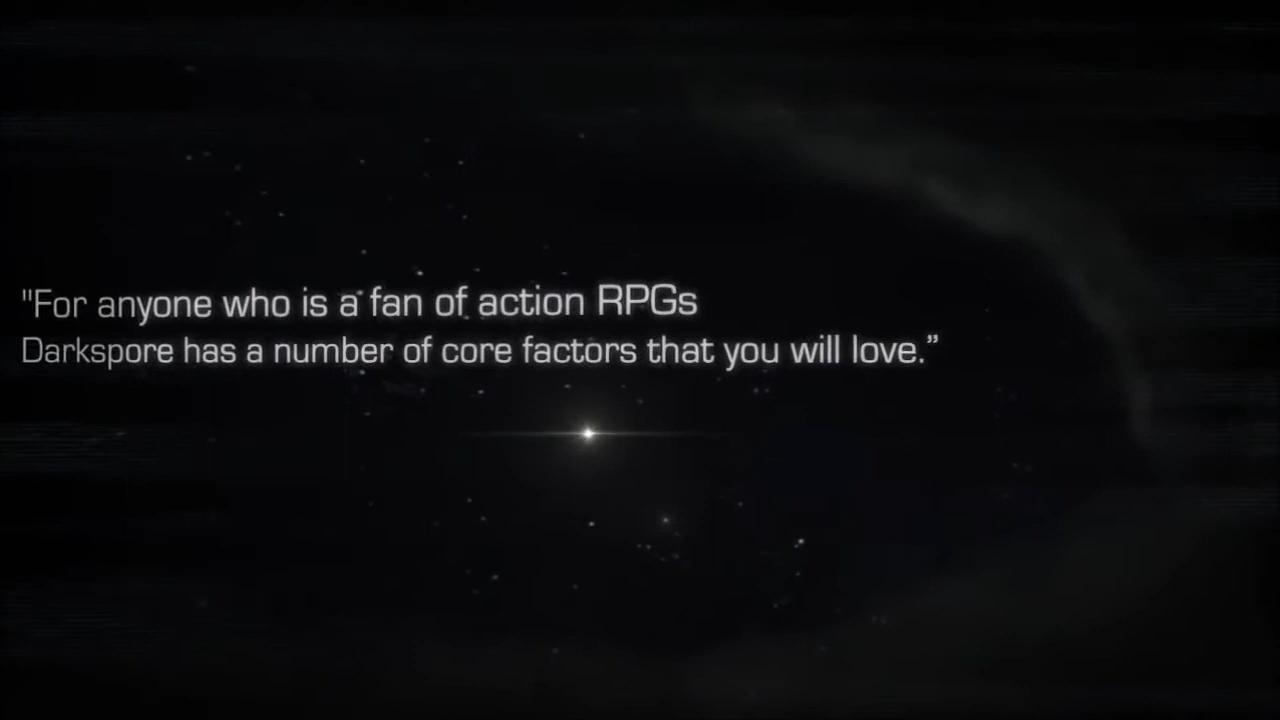 "For anyone who is a fan of action RPGs
Darkspore has a number of core factors that you will love.”